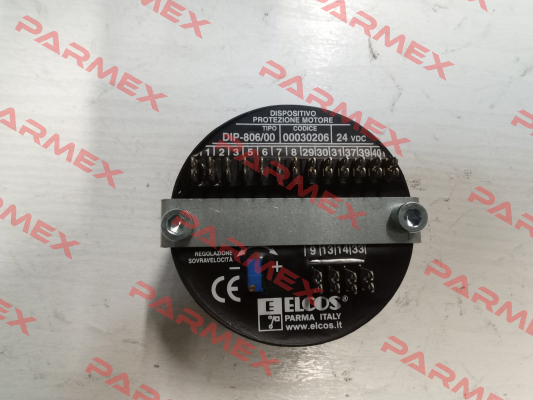 DISPOSITIVO
PROTEZIONE MOTORE
TIPO CODICE
DIP-806/00 00030206 24 VDC
1 2 3 5 6 7 8 29 30 31 37 39 40
9 13 14 33
REGOLAZIONE
SOVRAVELOCITÀ
- +
CE ELCOS®
PARMA ITALY
www.elcos.it
PARMEX
PARMEX
PARMEX
PARMEX
PARMEX
PARMEX
PARMEX
PARMEX